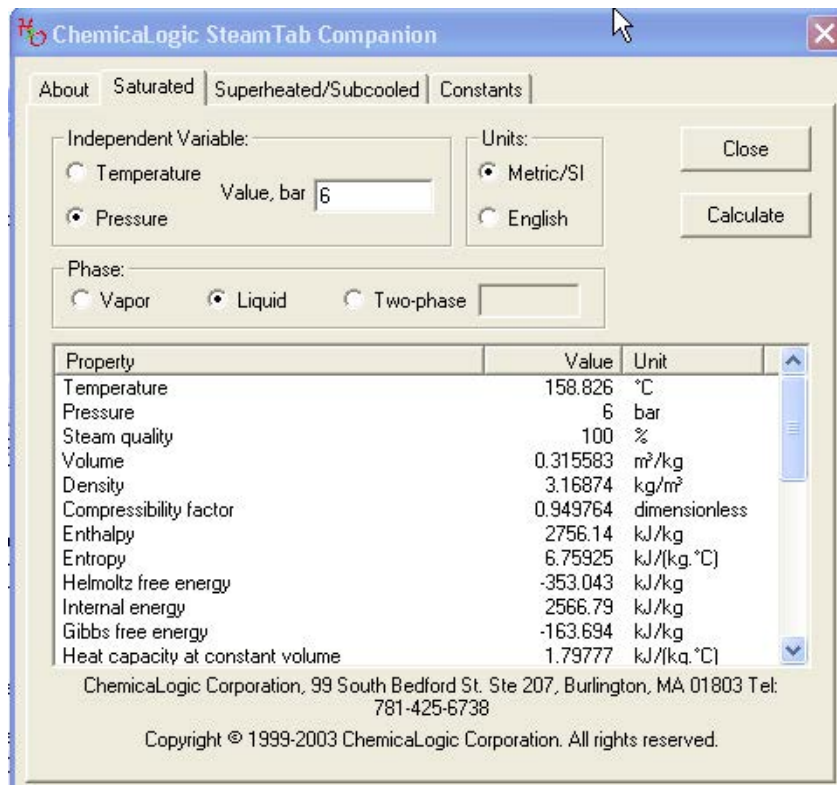 ChemicaLogic SteamTab Companion
About Saturated Superheated/Subcooled Constants
Independent Variable:
Temperature
Pressure
Value, bar 6
Units:
Metric/SI
English
Close
Calculate
Phase:
Vapor Liquid Two-phase
Property Value Unit
Temperature 158.826 °C
Pressure 6 bar
Steam quality 100 %
Volume 0.315583 m³/kg
Density 3.16874 kg/m³
Compressibility factor 0.949764 dimensionless
Enthalpy 2756.14 kJ/kg
Entropy 6.75925 kJ/(kg.°C)
Helmoltz free energy -353.043 kJ/kg
Internal energy 2566.79 kJ/kg
Gibbs free energy -163.694 kJ/kg
Heat capacity at constant volume 1.79777 kJ/(kg.°C)
ChemicaLogic Corporation, 99 South Bedford St. Ste 207, Burlington, MA 01803 Tel:
781-425-6738
Copyright © 1999-2003 ChemicaLogic Corporation. All rights reserved.